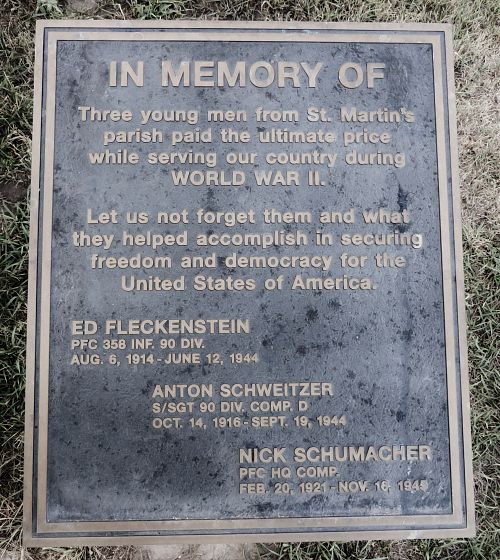 IN MEMORY OF
Three young men from St. Martin's
parish paid the ultimate price
while serving our country during
WORLD WAR II.
Let us not forget them and what
they helped accomplish in securing
freedom and democracy for the
United States of America.
ED FLECKENSTEIN
PFC 358 INF. 90 DIV.
AUG. 6, 1914 - JUNE 12, 1944
ANTON SCHWEITZER
S/SGT 90 DIV. COMP. D
OCT. 14, 1916 - SEPT. 19, 1944
NICK SCHUMACHER
PFC HQ COMP.
FEB. 20, 1921 - NOV. 16, 1945